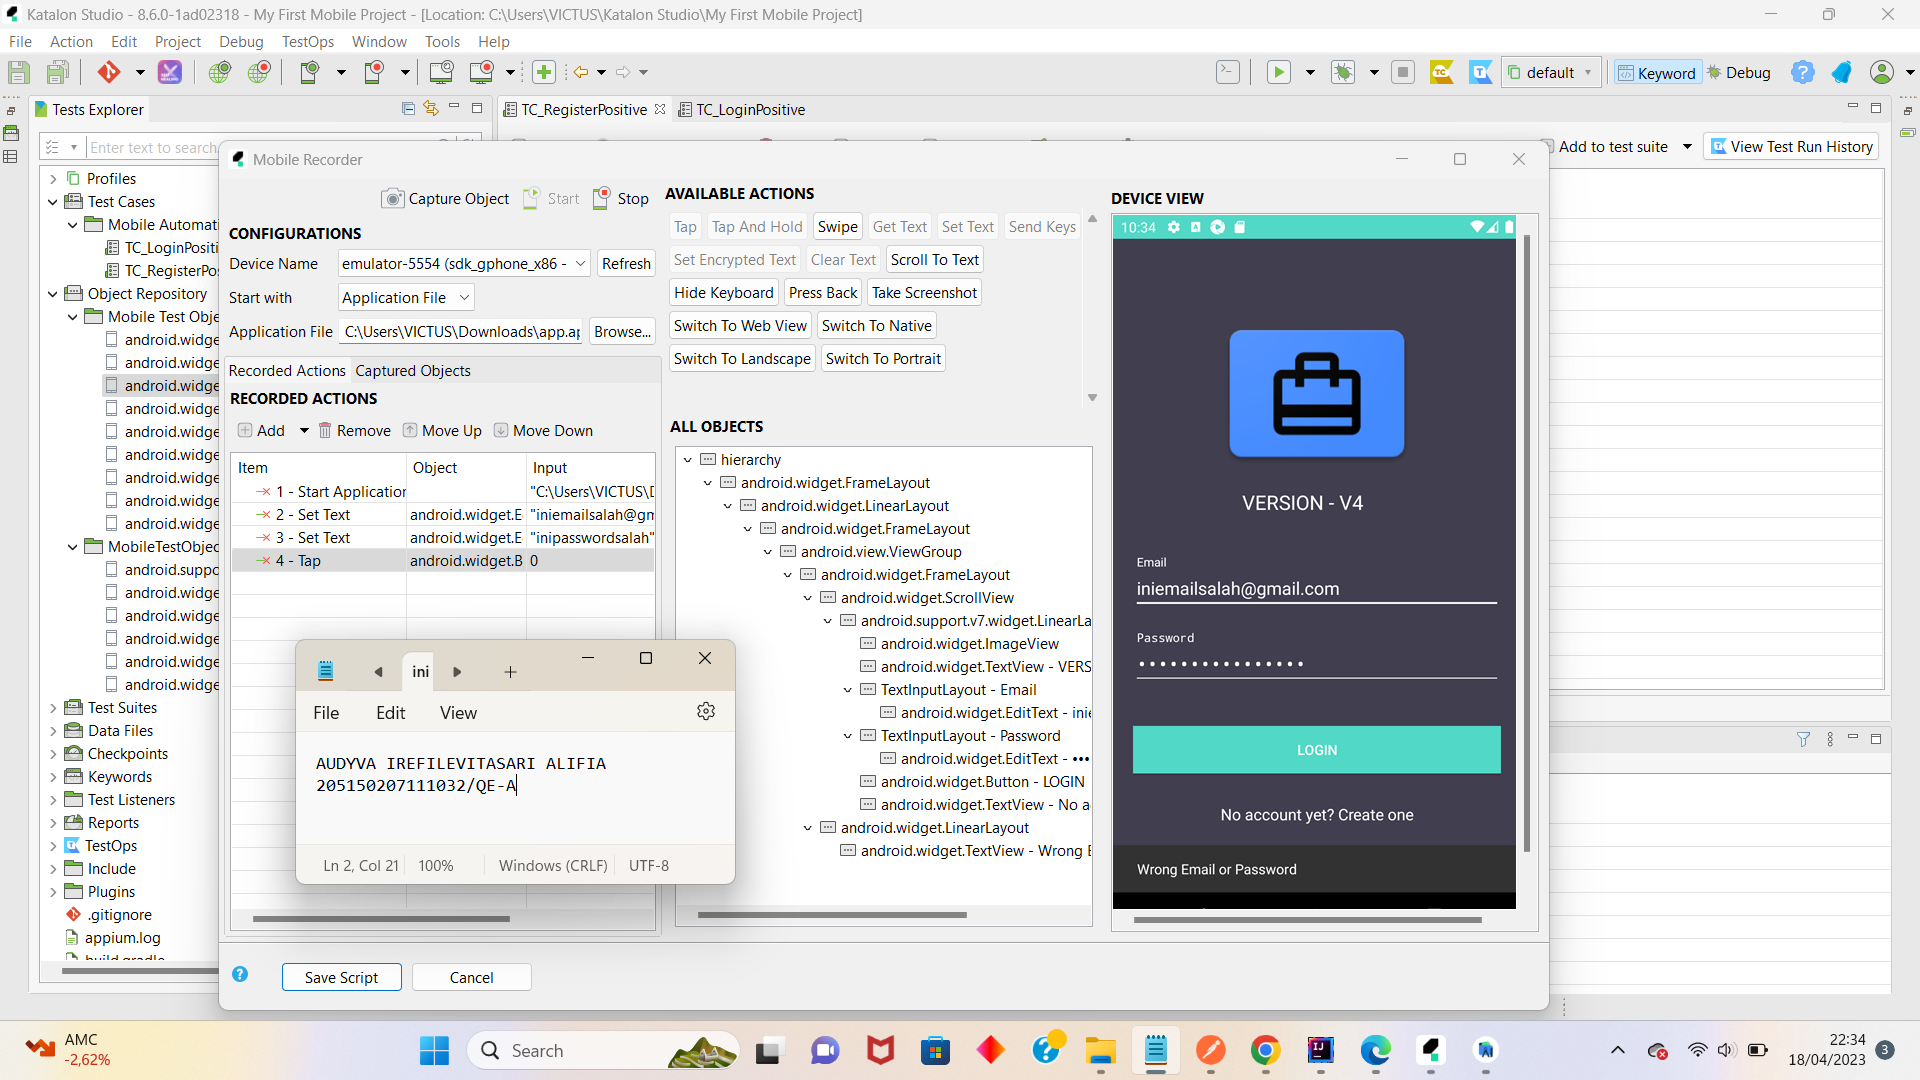 Katalon Studio - 8.6.0-1ad02318 - My First Mobile Project - [Location: C:\Users\VICTUS\Katalon Studio\My First Mobile Project]
File Action Edit Project Debug TestOps Window Tools Help
default Keyword Debug
Tests Explorer
TC_RegisterPositive TC_LoginPositive
Enter text to search.
Add to test suite View Test Run History
Profiles
Test Cases
Mobile Automati
TC_LoginPositi
TC_RegisterPos
Object Repository
Mobile Test Obje
android.widge
android.widge
android.widge
android.widge
android.widge
android.widge
android.widge
android.widge
android.widge
MobileTestObjec
android.suppo
android.widge
android.widge
android.widge
android.widge
android.widge
Test Suites
Data Files
Checkpoints
Keywords
Test Listeners
Reports
TestOps
Include
Plugins
.gitignore
appium.log
build.gradle
Mobile Recorder
Capture Object Start Stop
CONFIGURATIONS
Device Name emulator-5554 (sdk_gphone_x86 - Refresh
Start with Application File
Application File C:\Users\VICTUS\Downloads\app.ap Browse...
Recorded Actions Captured Objects
RECORDED ACTIONS
Add Remove Move Up Move Down
Item Object Input
1 - Start Application "C:\Users\VICTUS\D
2 - Set Text android.widget.E "iniemailsalah@gm
3 - Set Text android.widget.E "inipasswordsalah"
4 - Tap android.widget.B 0
AVAILABLE ACTIONS
Tap Tap And Hold Swipe Get Text Set Text Send Keys
Set Encrypted Text Clear Text Scroll To Text
Hide Keyboard Press Back Take Screenshot
Switch To Web View Switch To Native
Switch To Landscape Switch To Portrait
ALL OBJECTS
hierarchy
android.widget.FrameLayout
android.widget.LinearLayout
android.widget.FrameLayout
android.view.ViewGroup
android.widget.FrameLayout
android.widget.ScrollView
android.support.v7.widget.LinearLa
android.widget.ImageView
android.widget.TextView - VERS
TextInputLayout - Email
android.widget.EditText - inie
TextInputLayout - Password
android.widget.EditText - •••
android.widget.Button - LOGIN
android.widget.TextView - No a
android.widget.LinearLayout
android.widget.TextView - Wrong E
DEVICE VIEW
10:34
VERSION - V4
Email
iniemailsalah@gmail.com
Password
••••••••••••••••
LOGIN
No account yet? Create one
Wrong Email or Password
ini
File Edit View
AUDYVA IREFILEVITASARI ALIFIA
205150207111032/QE-A
Ln 2, Col 21 100% Windows (CRLF) UTF-8
Save Script Cancel
AMC
-2,62%
Search
22:34
18/04/2023
3